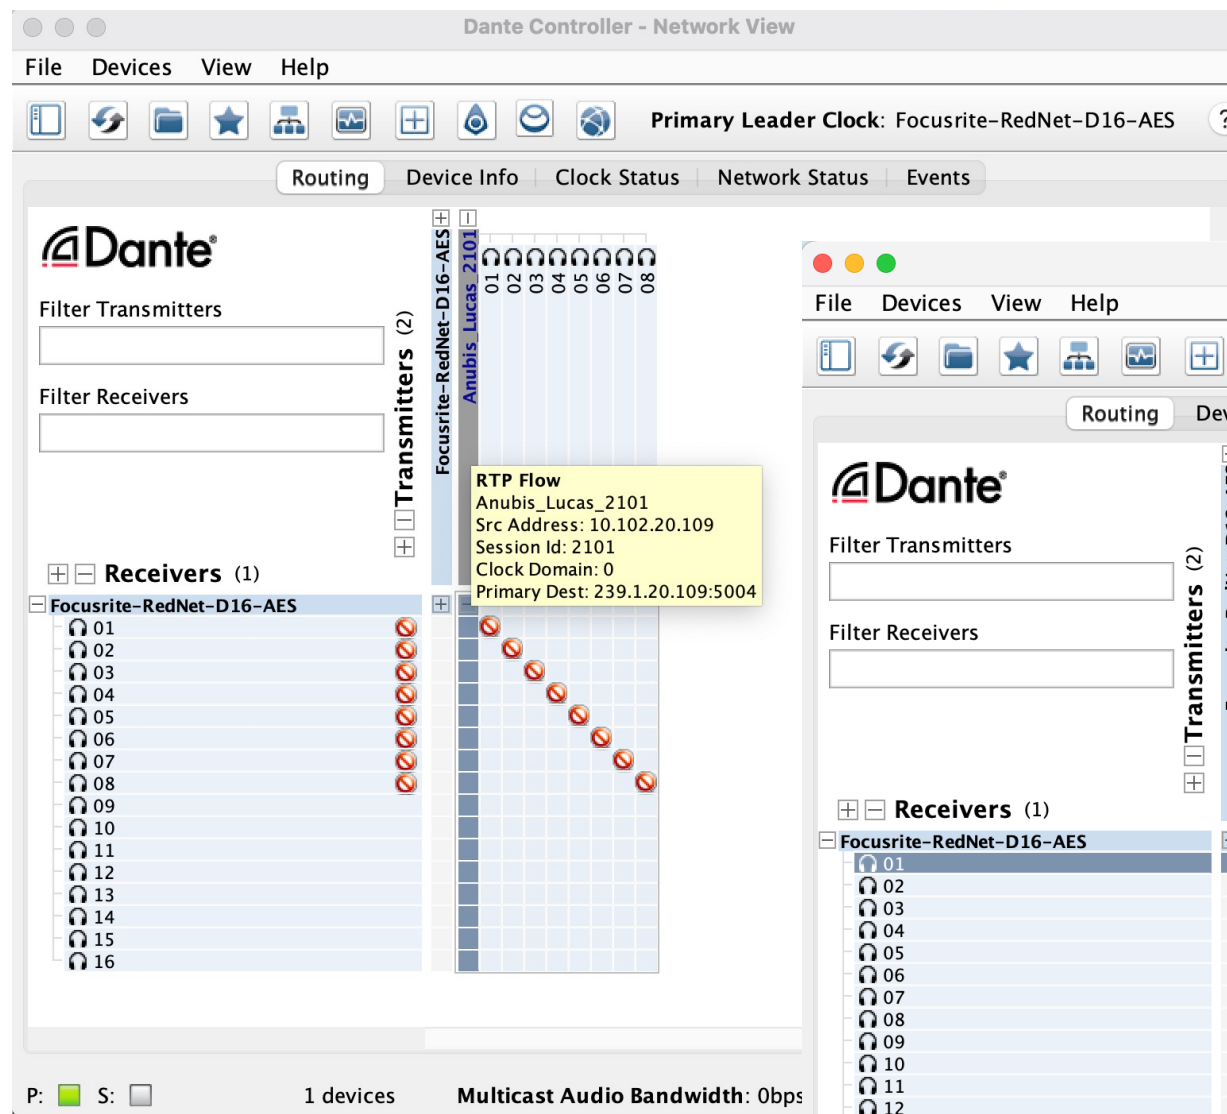 Dante Controller - Network View
File Devices View Help
Primary Leader Clock: Focusrite-RedNet-D16-AES ?
Routing Device Info Clock Status Network Status Events
Dante®
Filter Transmitters
Filter Receivers
Transmitters (2)
Focusrite-RedNet-D16-AES
Anubis_Lucas_2101
01 02 03 04 05 06 07 08
RTP Flow
Anubis_Lucas_2101
Src Address: 10.102.20.109
Session Id: 2101
Clock Domain: 0
Primary Dest: 239.1.20.109:5004
Receivers (1)
Focusrite-RedNet-D16-AES
01
02
03
04
05
06
07
08
09
10
11
12
13
14
15
16
P: S: 1 devices Multicast Audio Bandwidth: 0bps
File Devices View Help
Routing Dev
Dante®
Filter Transmitters
Filter Receivers
Transmitters (2)
Receivers (1)
Focusrite-RedNet-D16-AES
01
02
03
04
05
06
07
08
09
10
11
12